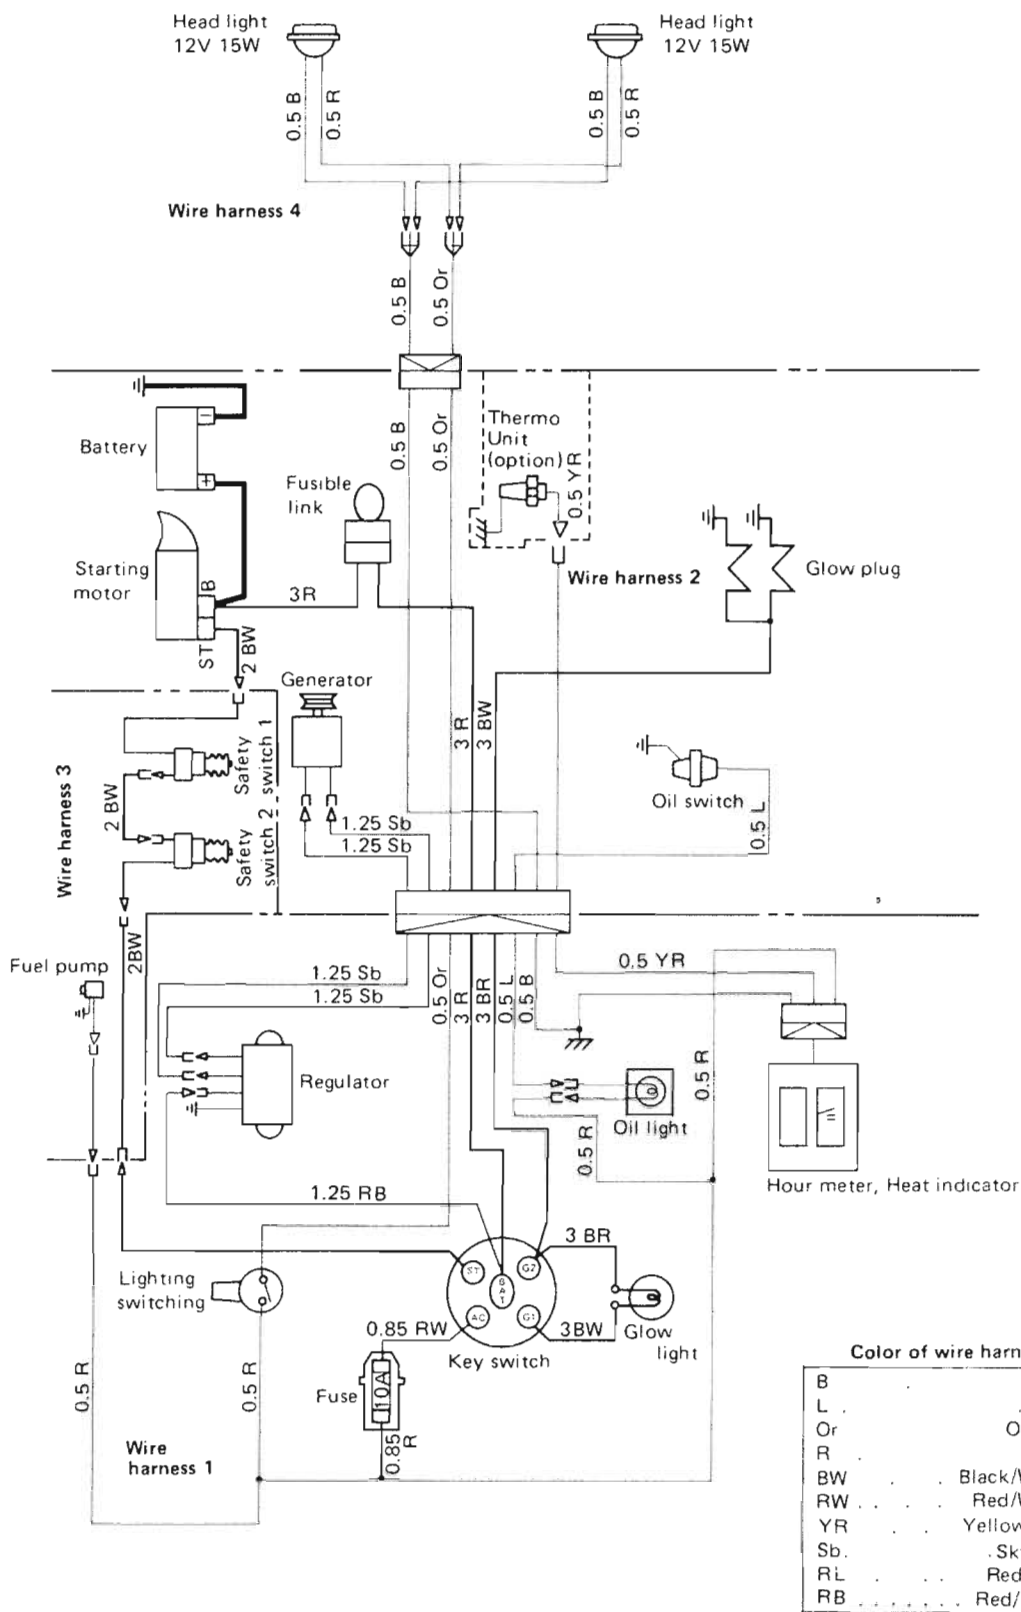 Head light
12V 15W
Head light
12V 15W
0.5 B
0.5 R
0.5 B
0.5 R
Wire harness 4
0.5 B
0.5 Or
Battery
−
+
0.5 B
0.5 Or
Thermo
Unit
(option)
0.5 YR
Fusible
link
Starting
motor
B
ST
3R
2 BW
Wire harness 2
Glow plug
Generator
3 R
3 BW
Wire harness 3
Safety
switch 1
2 BW
Safety
switch 2
Oil switch
0.5 L
1.25 Sb
1.25 Sb
Fuel pump
2BW
1.25 Sb
1.25 Sb
0.5 Or
3 R
3 BR
0.5 L
0.5 B
0.5 YR
Regulator
0.5 R
Oil light
0.5 R
Hour meter, Heat indicator
1.25 RB
3 BR
Lighting
switching
ST
BAT
G2
AC
G1
0.85 RW
3BW
Key switch
Glow
light
Fuse
10A
0.5 R
0.5 R
0.85
R
Wire
harness 1
Color of wire harn
B
L
Or O
R
BW Black/W
RW Red/W
YR Yellow
Sb. Sk
RL Red
RB Red/